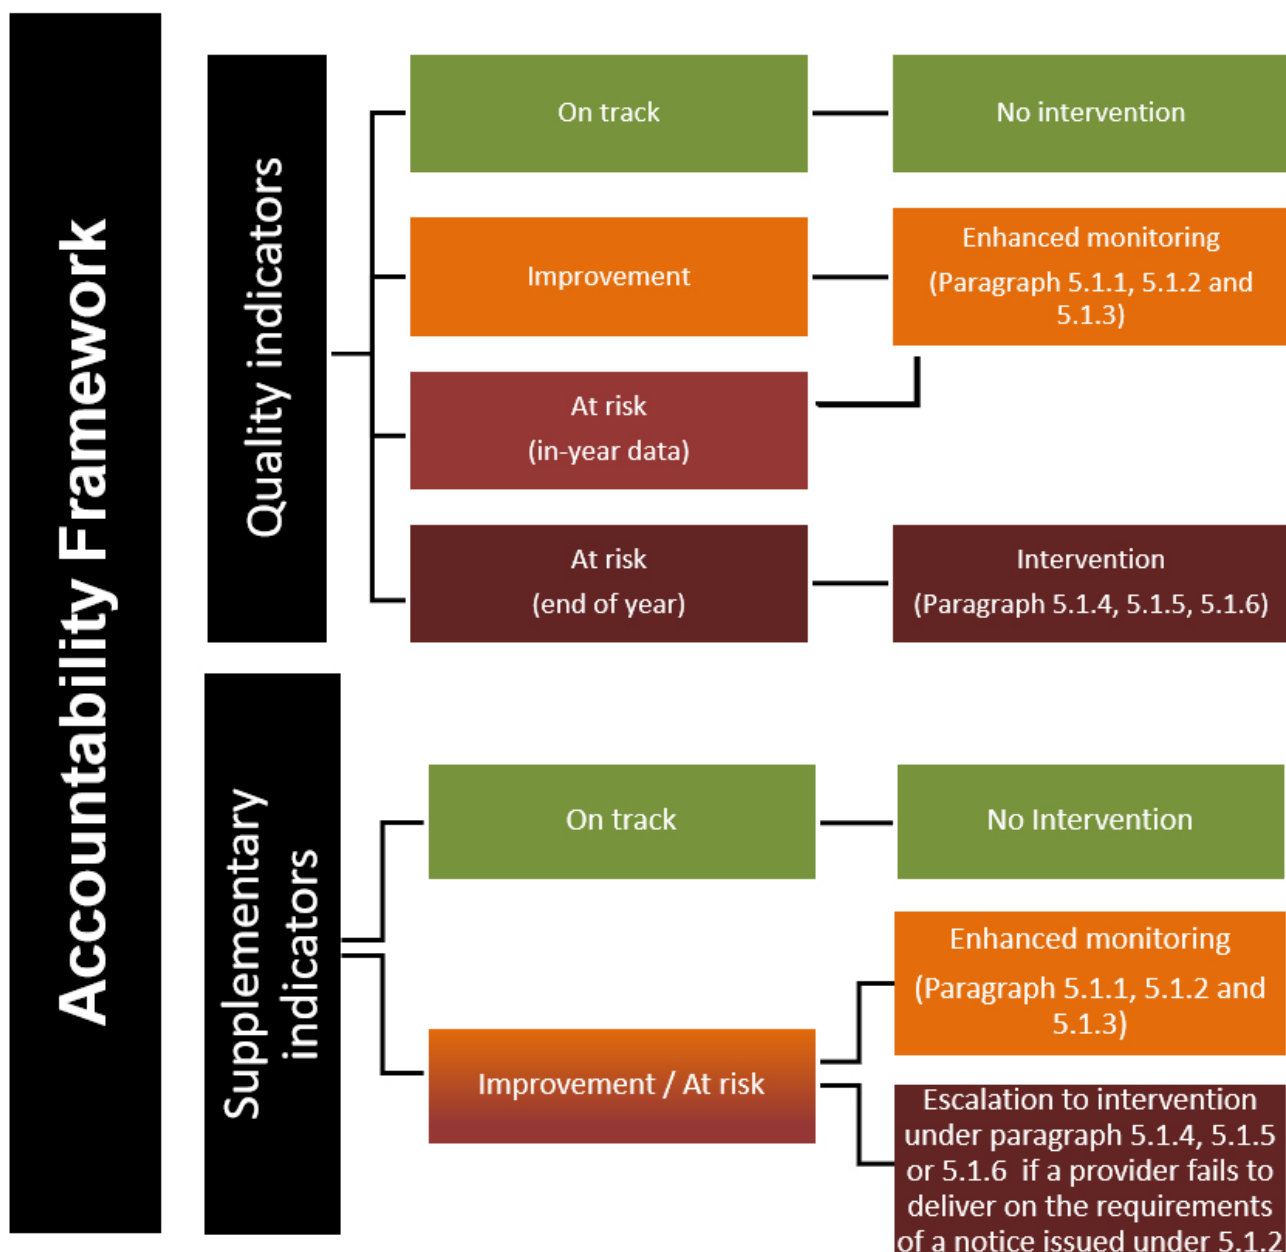 Accountability Framework
Quality indicators
On track
No intervention
Improvement
Enhanced monitoring
(Paragraph 5.1.1, 5.1.2 and
5.1.3)
At risk
(in-year data)
At risk
(end of year)
Intervention
(Paragraph 5.1.4, 5.1.5, 5.1.6)
Supplementary
indicators
On track
No Intervention
Improvement / At risk
Enhanced monitoring
(Paragraph 5.1.1, 5.1.2 and
5.1.3)
Escalation to intervention
under paragraph 5.1.4, 5.1.5
or 5.1.6 if a provider fails to
deliver on the requirements
of a notice issued under 5.1.2